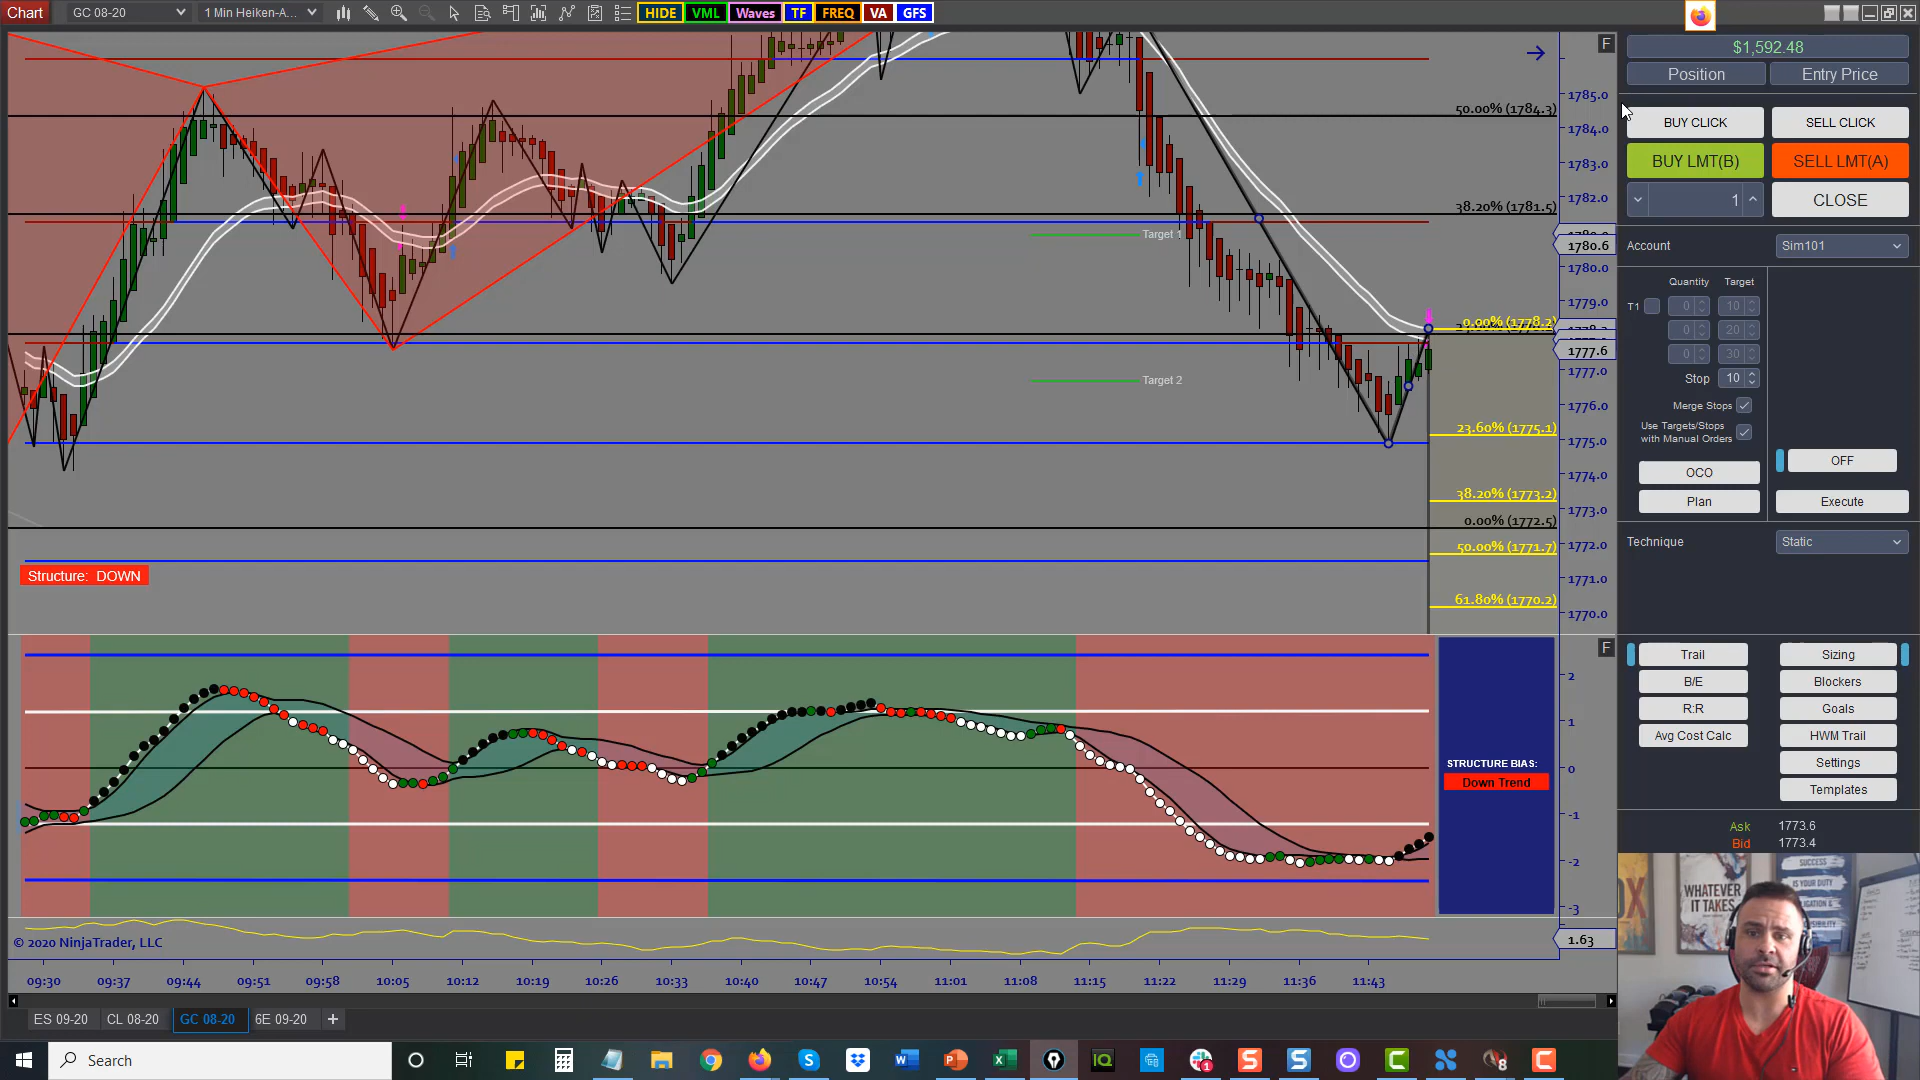 Chart
GC 08-20
1 Min Heiken-A...
HIDE
VML
Waves
TF
FREQ
VA
GFS
F
$1,592.48
Position
Entry Price
BUY CLICK
SELL CLICK
BUY LMT(B)
SELL LMT(A)
1
CLOSE
Account
Sim101
Quantity
Target
T1
0
10
0
20
0
30
Stop
10
Merge Stops
Use Targets/Stops
with Manual Orders
OCO
OFF
Plan
Execute
Technique
Static
Trail
Sizing
B/E
Blockers
R:R
Goals
Avg Cost Calc
HWM Trail
Settings
Templates
Ask
1773.6
Bid
1773.4
50.00% (1784.3)
38.20% (1781.5)
Target 1
0.00% (1778.2)
Target 2
23.60% (1775.1)
38.20% (1773.2)
0.00% (1772.5)
50.00% (1771.7)
61.80% (1770.2)
Structure: DOWN
1785.0
1784.0
1783.0
1782.0
1780.6
1780.0
1779.0
1777.6
1777.0
1776.0
1775.0
1774.0
1773.0
1772.0
1771.0
1770.0
F
STRUCTURE BIAS:
Down Trend
2
1
0
-1
-2
-3
1.63
© 2020 NinjaTrader, LLC
09:30
09:37
09:44
09:51
09:58
10:05
10:12
10:19
10:26
10:33
10:40
10:47
10:54
11:01
11:08
11:15
11:22
11:29
11:36
11:43
ES 09-20
CL 08-20
GC 08-20
6E 09-20
+
WHATEVER
IT TAKES
SUCCESS
IS YOUR DUTY
Search